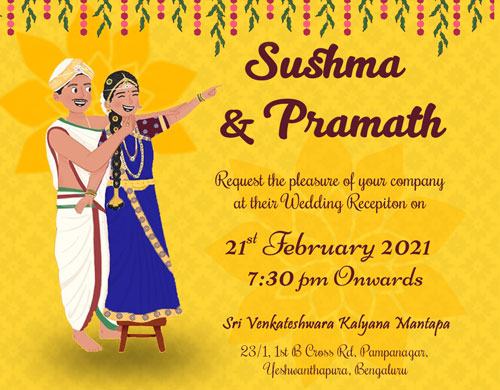 Sushma
& Pramath
Request the pleasure of your company
at their Wedding Recepiton on
21st February 2021
7:30 pm Onwards
Sri Venkateshwara Kalyana Mantapa
23/1, 1st B Cross Rd, Pampanagar,
Yeshwanthapura, Bengaluru